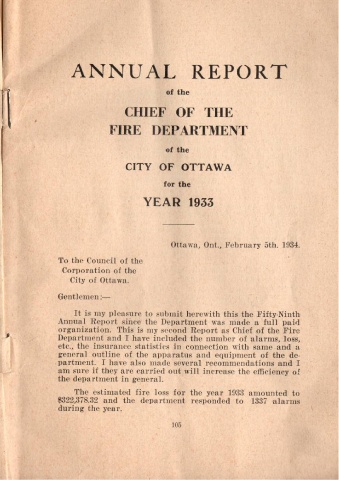 ANNUAL REPORT
of the
CHIEF OF THE
FIRE DEPARTMENT
of the
CITY OF OTTAWA
for the
YEAR 1933
Ottawa, Ont., February 5th. 1934.
To the Council of the
Corporation of the
City of Ottawa.
Gentlemen:—
It is my pleasure to submit herewith this the Fifty-Ninth
Annual Report since the Department was made a full paid
organization. This is my second Report as Chief of the Fire
Department and I have included the number of alarms, loss,
etc., the insurance statistics in connection with same and a
general outline of the apparatus and equipment of the de-
partment. I have also made several recommendations and I
am sure if they are carried out will increase the efficiency of
the department in general.
The estimated fire loss for the year 1933 amounted to
$322,378.32 and the department responded to 1337 alarms
during the year.
105